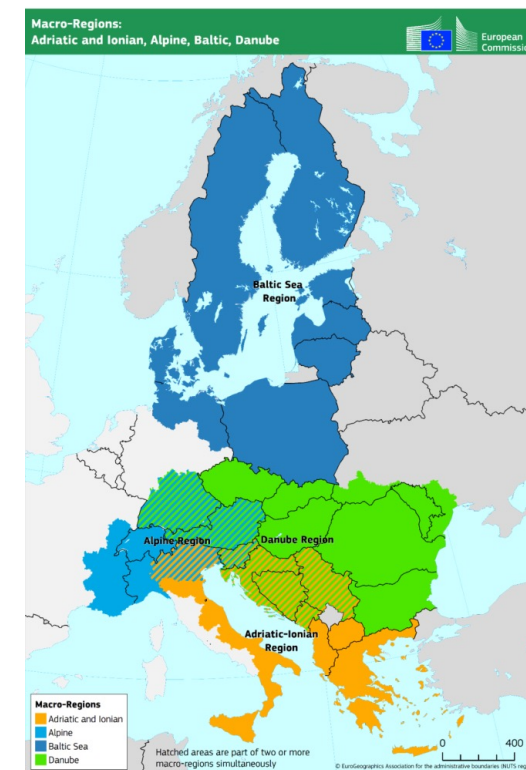 Macro-Regions:
Adriatic and Ionian, Alpine, Baltic, Danube
European
Commission
Baltic Sea
Region
Alpine Region
Danube Region
Adriatic-Ionian
Region
Macro-Regions
Adriatic and Ionian
Alpine
Baltic Sea
Danube
Hatched areas are part of two or more
macro-regions simultaneously
0 400
© EuroGeographics Association for the administrative boundaries (NUTS reg